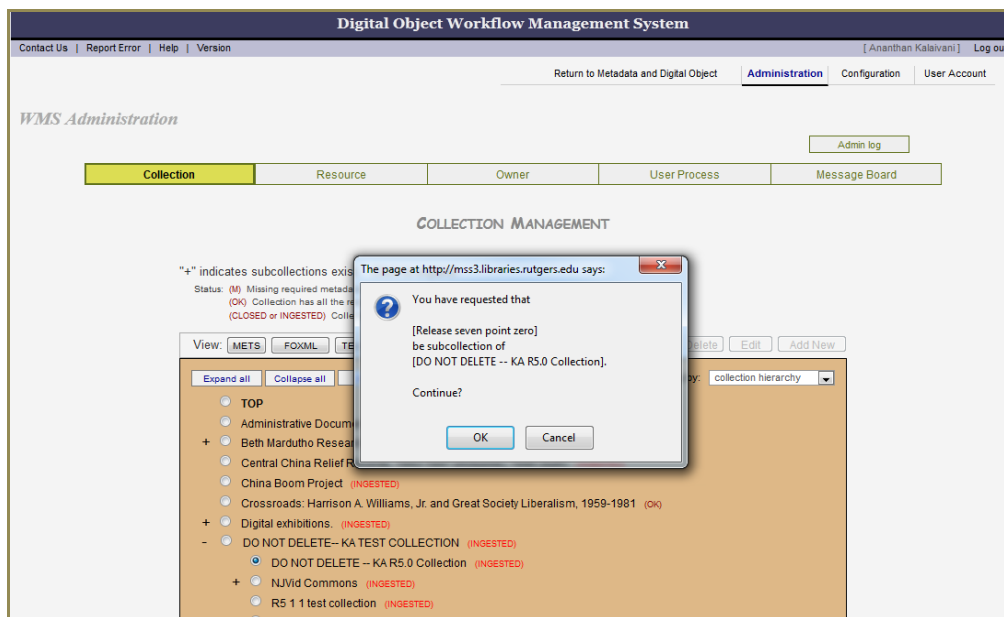 Digital Object Workflow Management System
Contact Us | Report Error | Help | Version
[ Ananthan Kalaivani ] Log ou
Return to Metadata and Digital Object
Administration
Configuration
User Account
WMS Administration
Admin log
Collection
Resource
Owner
User Process
Message Board
COLLECTION MANAGEMENT
"+" indicates subcollections exis
Status: (M) Missing required metada
(OK) Collection has all the re
(CLOSED or INGESTED) Colle
The page at http://mss3.libraries.rutgers.edu says:
You have requested that
[Release seven point zero]
be subcollection of
[DO NOT DELETE -- KA R5.0 Collection].
Continue?
OK
Cancel
View: METS FOXML TE
elete Edit Add New
Expand all
Collapse all
by: collection hierarchy
TOP
Administrative Docum
+ Beth Mardutho Resear
Central China Relief R
China Boom Project (INGESTED)
Crossroads: Harrison A. Williams, Jr. and Great Society Liberalism, 1959-1981 (OK)
+ Digital exhibitions. (INGESTED)
- DO NOT DELETE-- KA TEST COLLECTION (INGESTED)
DO NOT DELETE -- KA R5.0 Collection (INGESTED)
+ NJVid Commons (INGESTED)
R5 1 1 test collection (INGESTED)